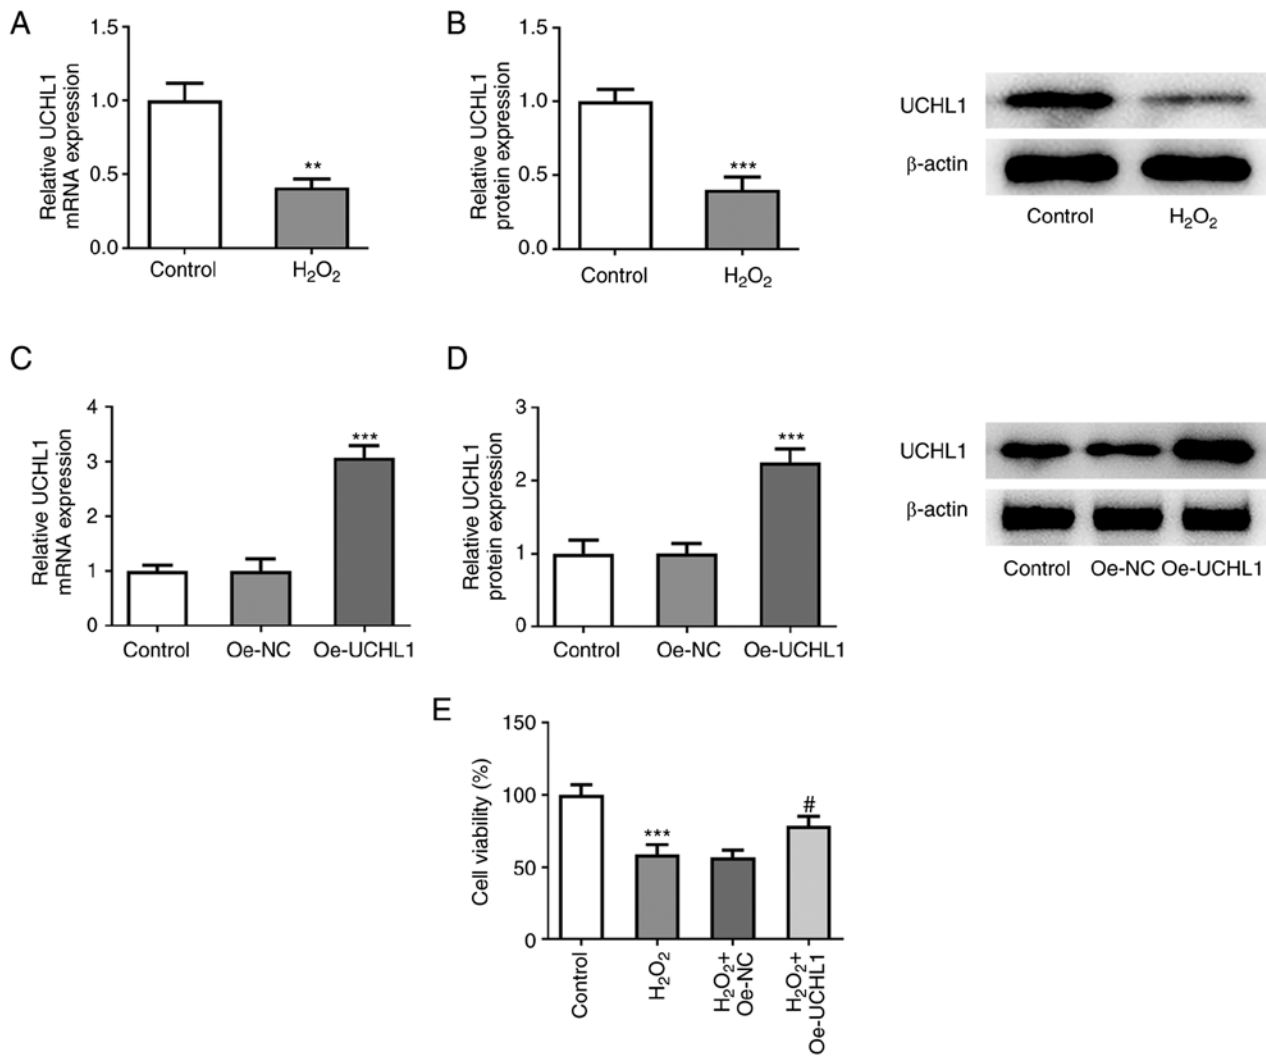 A
Relative UCHL1
mRNA expression
1.5
1.0
0.5
0.0
**
Control
H₂O₂
B
Relative UCHL1
protein expression
1.5
1.0
0.5
0.0
***
Control
H₂O₂
UCHL1
β-actin
Control
H₂O₂
C
Relative UCHL1
mRNA expression
4
3
2
1
0
***
Control
Oe-NC
Oe-UCHL1
D
Relative UCHL1
protein expression
3
2
1
0
***
Control
Oe-NC
Oe-UCHL1
UCHL1
β-actin
Control
Oe-NC
Oe-UCHL1
E
Cell viability (%)
150
100
50
0
***
#
Control
H₂O₂
H₂O₂+
Oe-NC
H₂O₂+
Oe-UCHL1